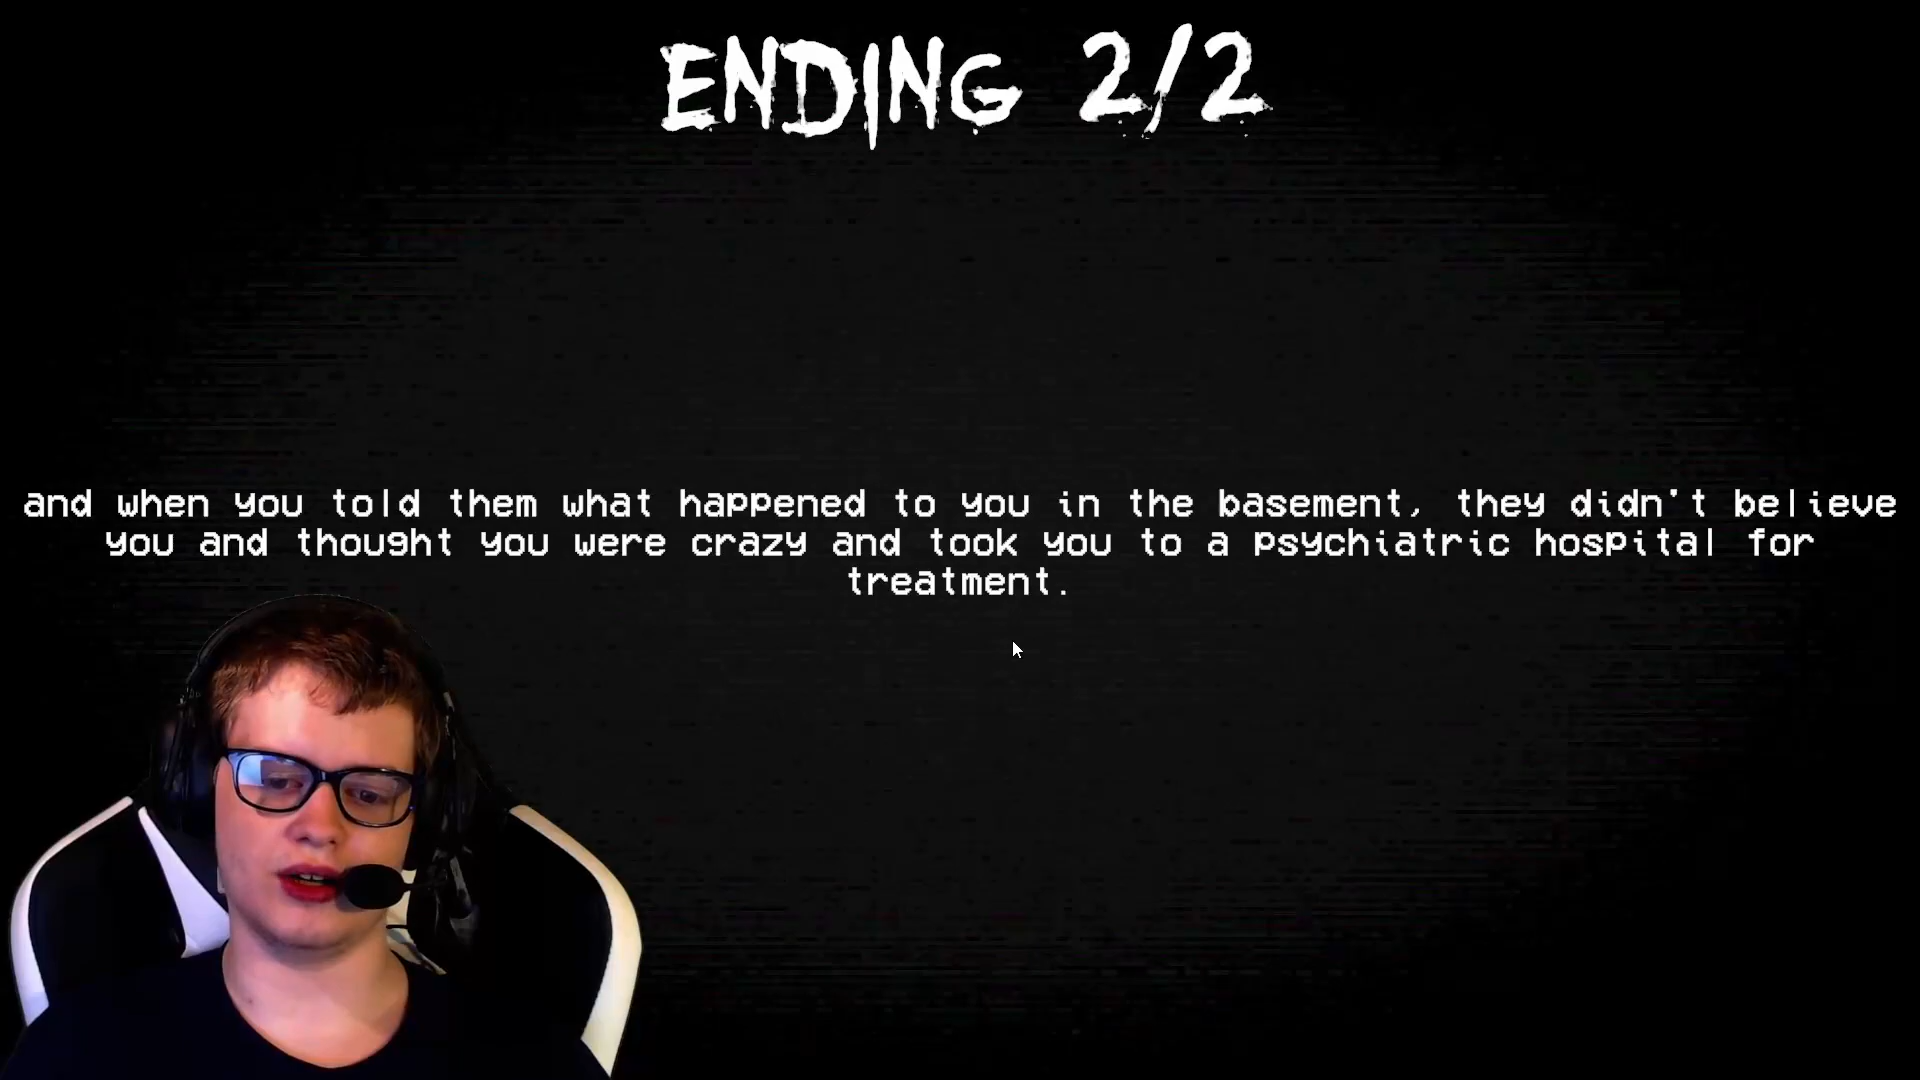 ENDING 2/2
and when you told them what happened to you in the basement, they didn't believe
you and thought you were crazy and took you to a psychiatric hospital for
treatment.